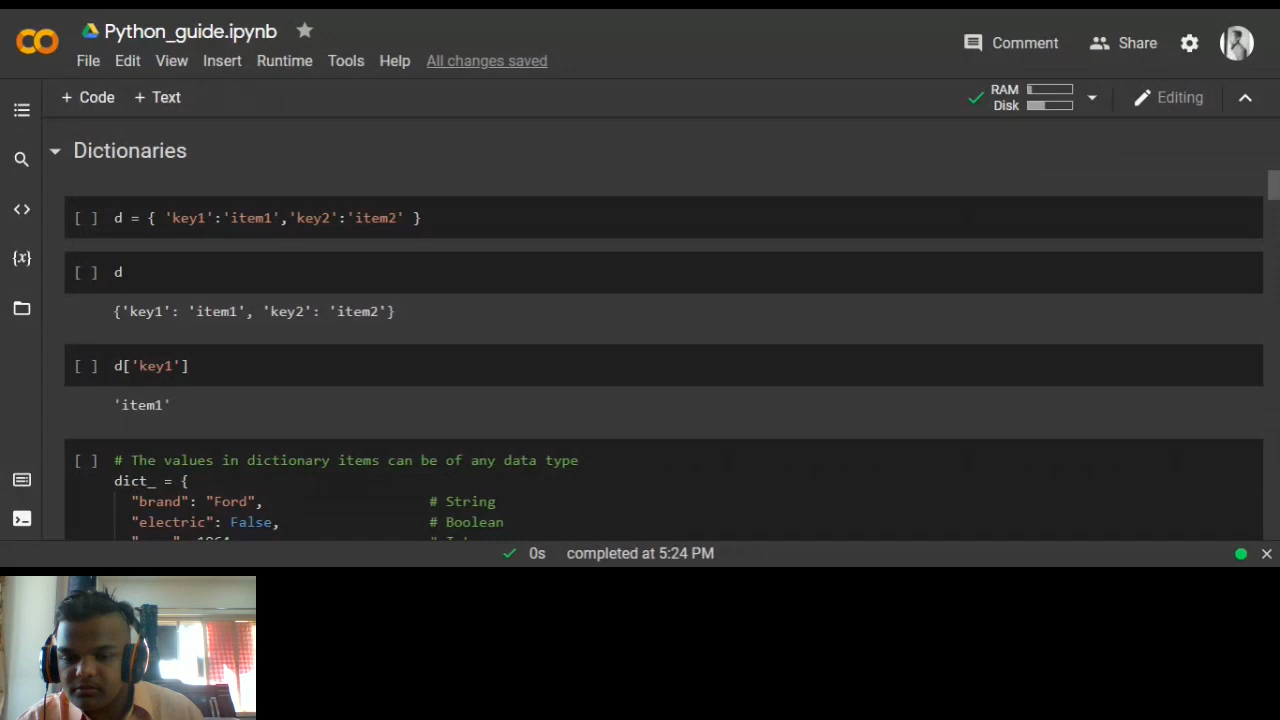 Python_guide.ipynb
File Edit View Insert Runtime Tools Help All changes saved
Comment Share
+ Code + Text
RAM
Disk
Editing
Dictionaries
[ ] d = { 'key1':'item1','key2':'item2' }
[ ] d
{'key1': 'item1', 'key2': 'item2'}
[ ] d['key1']
'item1'
[ ] # The values in dictionary items can be of any data type
dict_ = {
"brand": "Ford", # String
"electric": False, # Boolean
0s completed at 5:24 PM